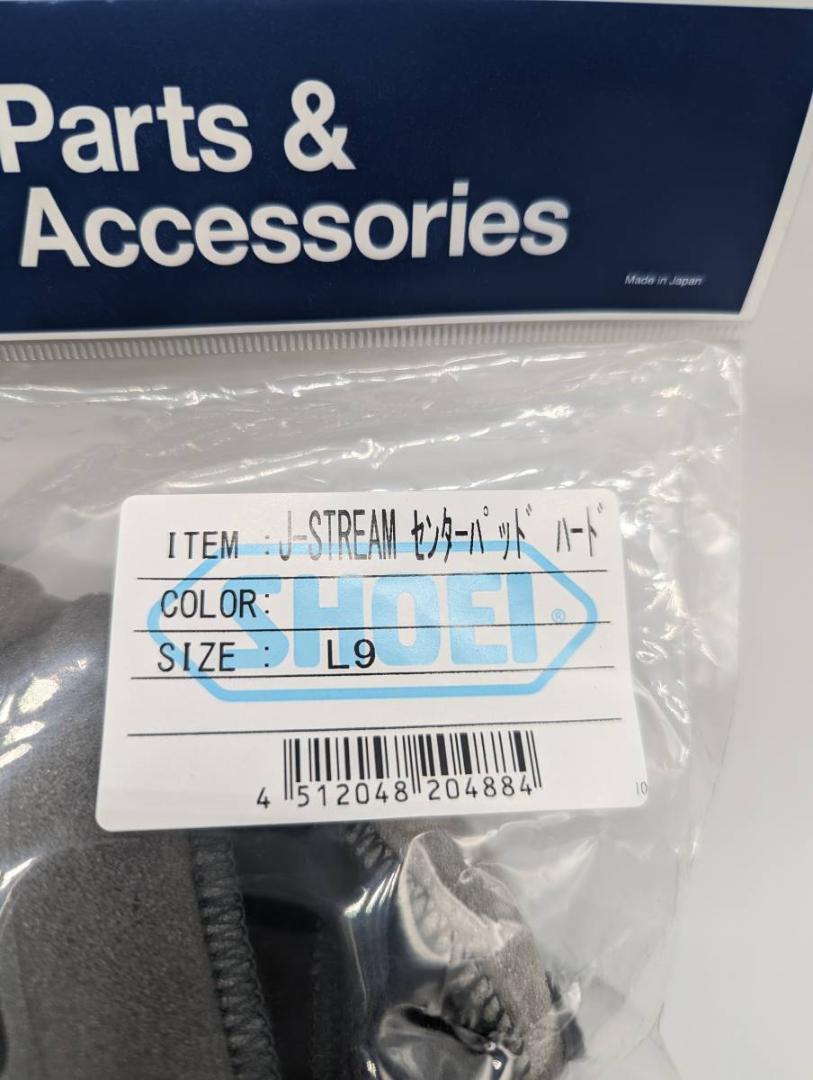 Parts &
Accessories
Made in Japan
ITEM : J-STREAM ｾﾝﾀｰﾊﾟｯﾄﾞ ﾊｰﾄﾞ
COLOR:
SHOEI®
SIZE : L9
4 512048 204884
10